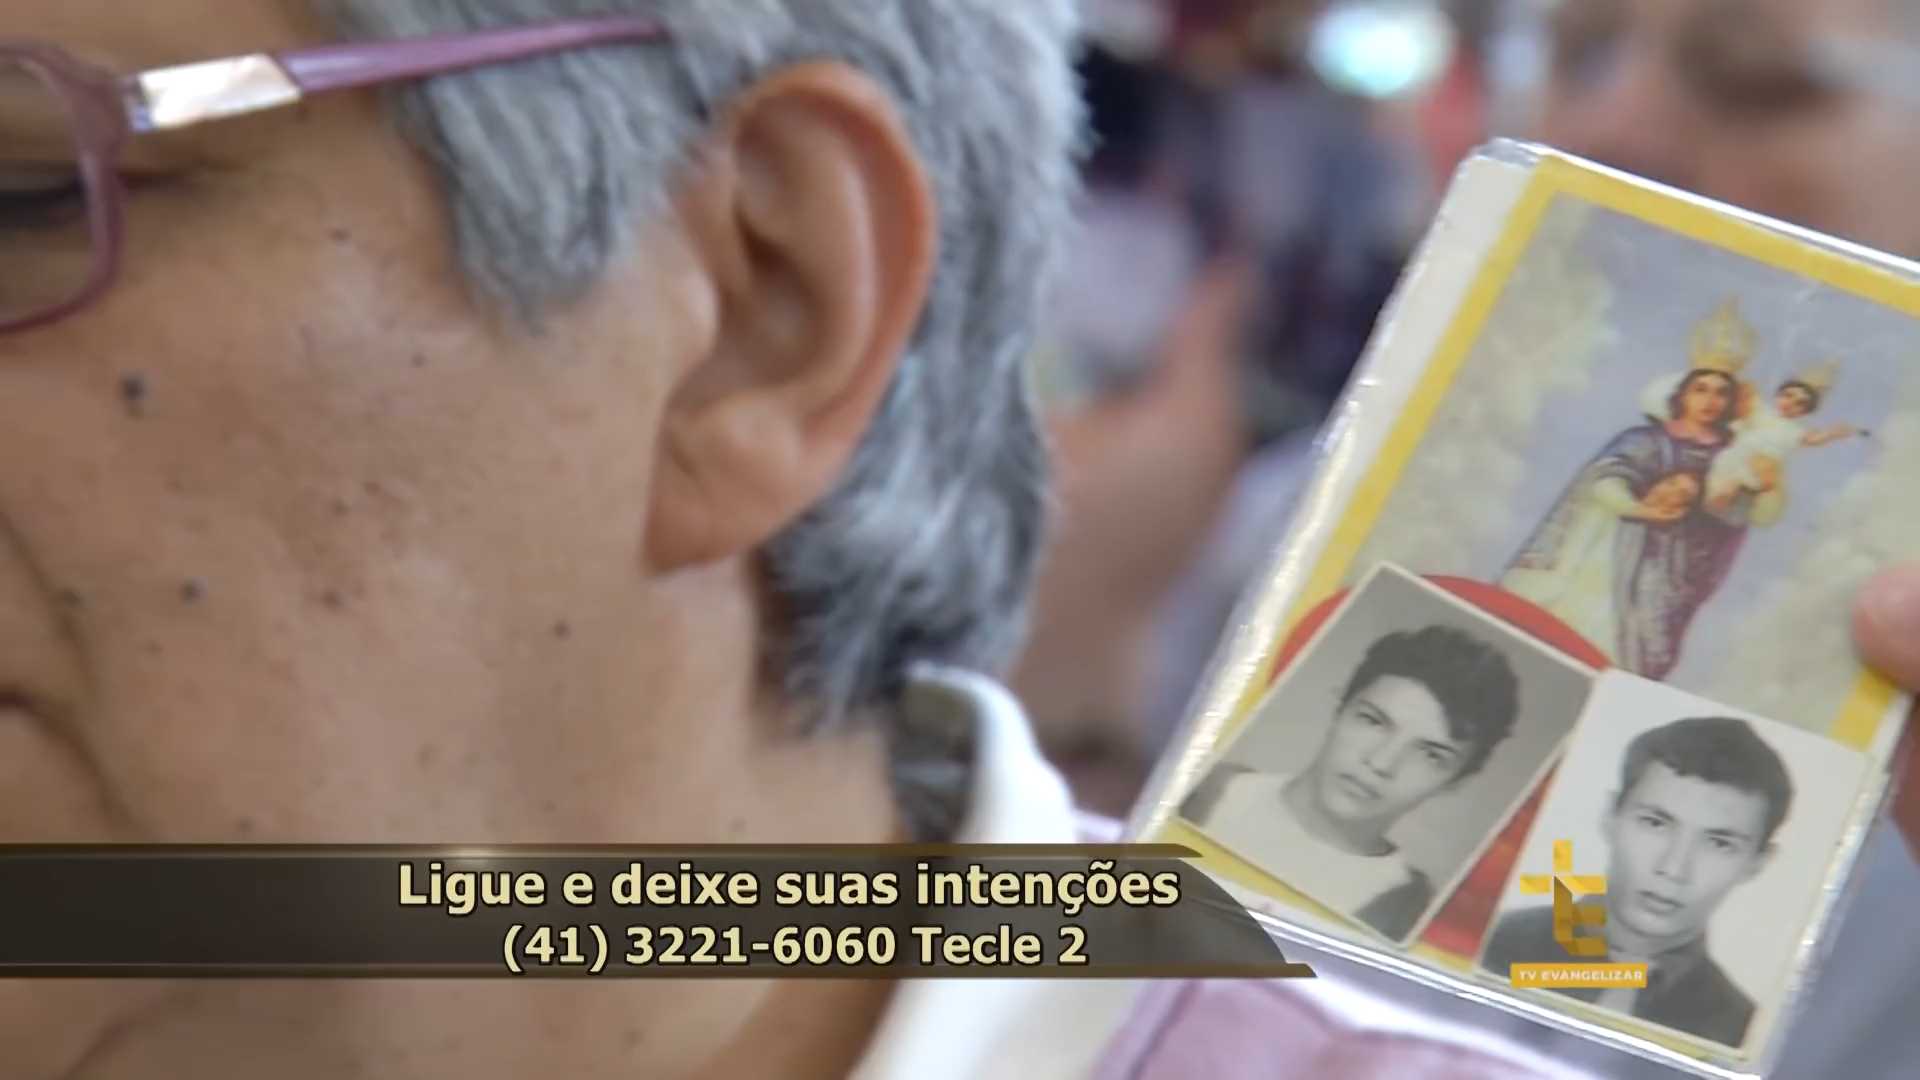 Ligue e deixe suas intenções
(41) 3221-6060 Tecle 2
TV EVANGELIZAR